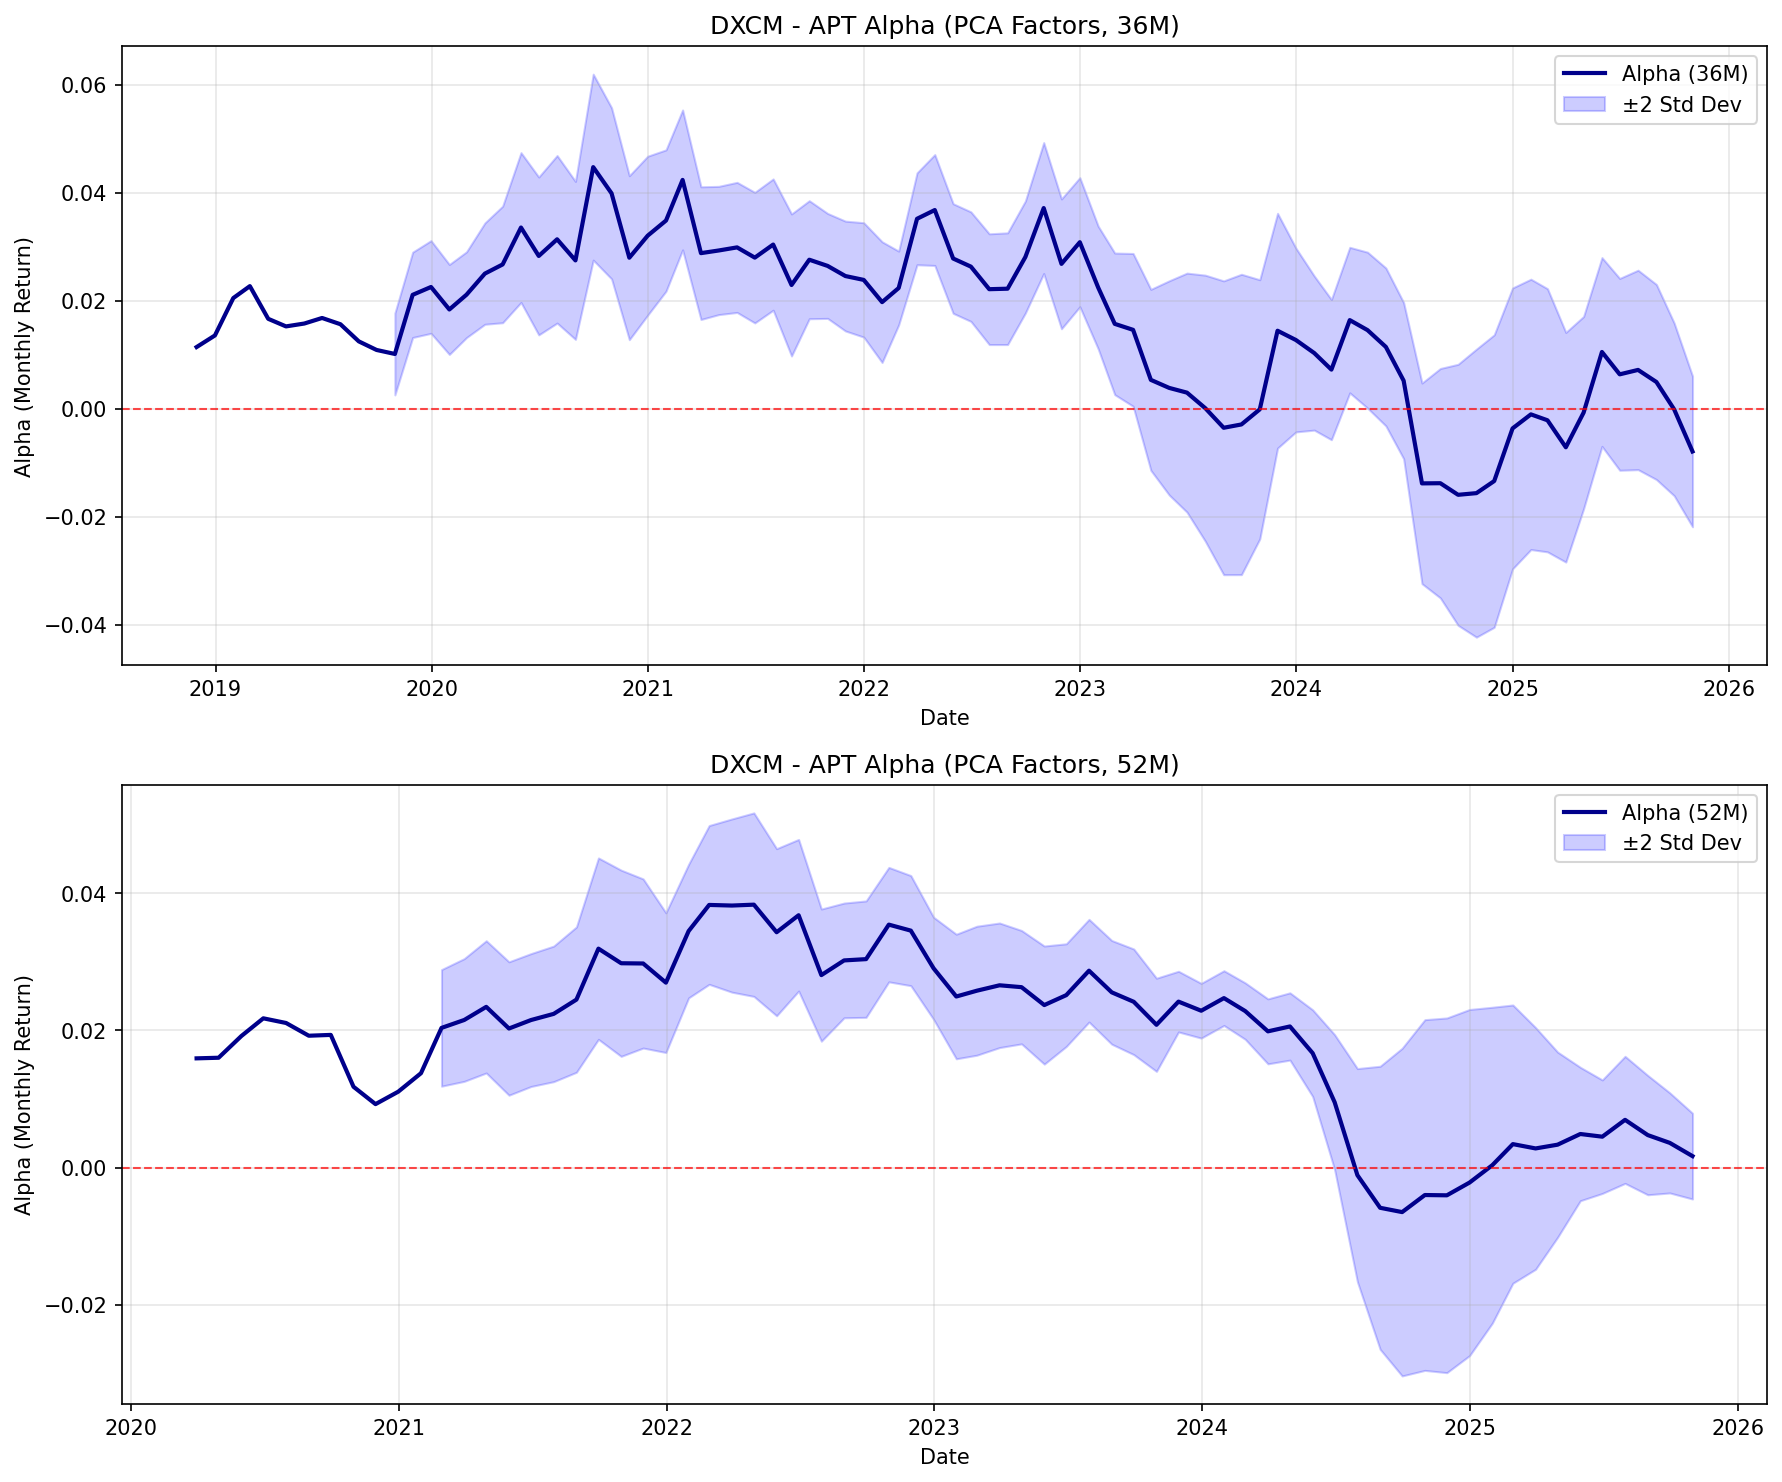 DXCM - APT Alpha (PCA Factors, 36M)
Alpha (Monthly Return)
0.06
0.04
0.02
0.00
−0.02
−0.04
Alpha (36M)
±2 Std Dev
2019 2020 2021 2022 2023 2024 2025 2026
Date
DXCM - APT Alpha (PCA Factors, 52M)
Alpha (Monthly Return)
0.04
0.02
0.00
−0.02
Alpha (52M)
±2 Std Dev
2020 2021 2022 2023 2024 2025 2026
Date